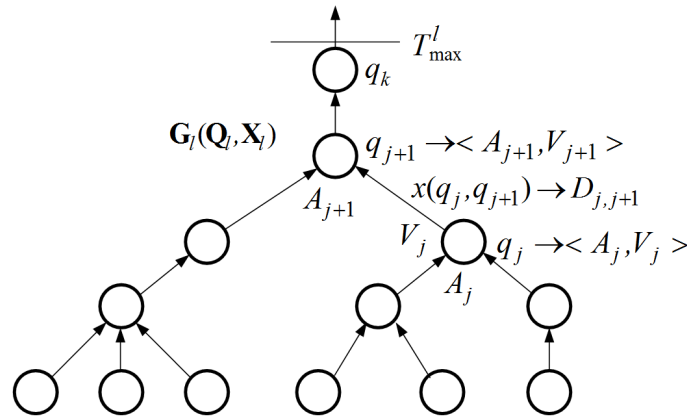 T_max^l
q_k
G_l(Q_l,X_l)
q_{j+1} → < A_{j+1},V_{j+1} >
x(q_j,q_{j+1}) → D_{j,j+1}
A_{j+1}
V_j
q_j → < A_j,V_j >
A_j